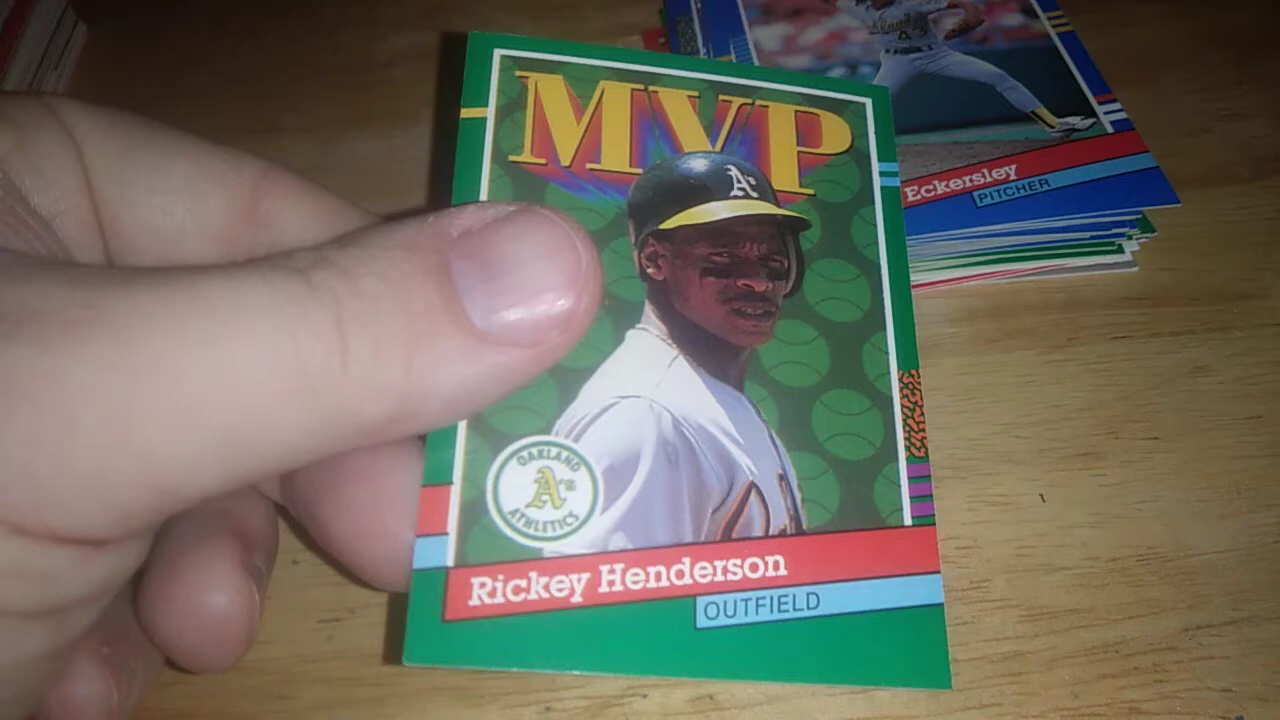 MVP
A's
OAKLAND
A's
ATHLETICS
Rickey Henderson
OUTFIELD
Eckersley
PITCHER